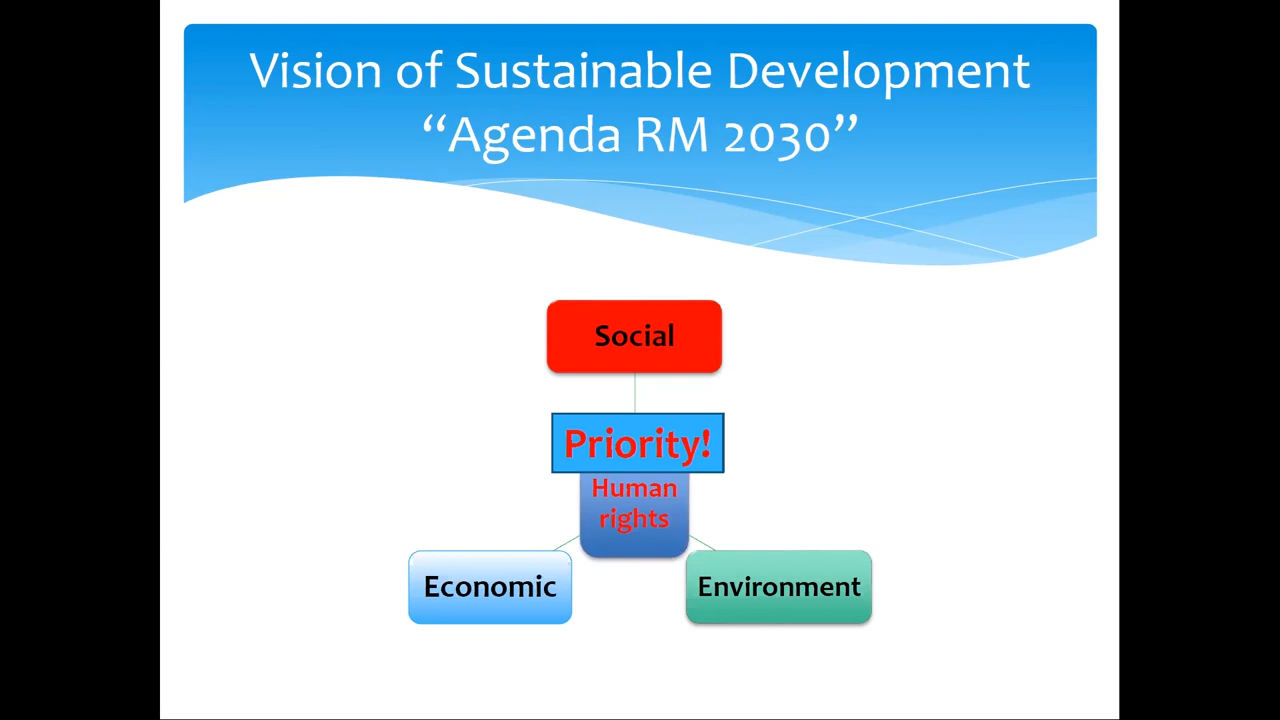 Vision of Sustainable Development
“Agenda RM 2030”
Social
Priority!
Human
rights
Economic
Environment